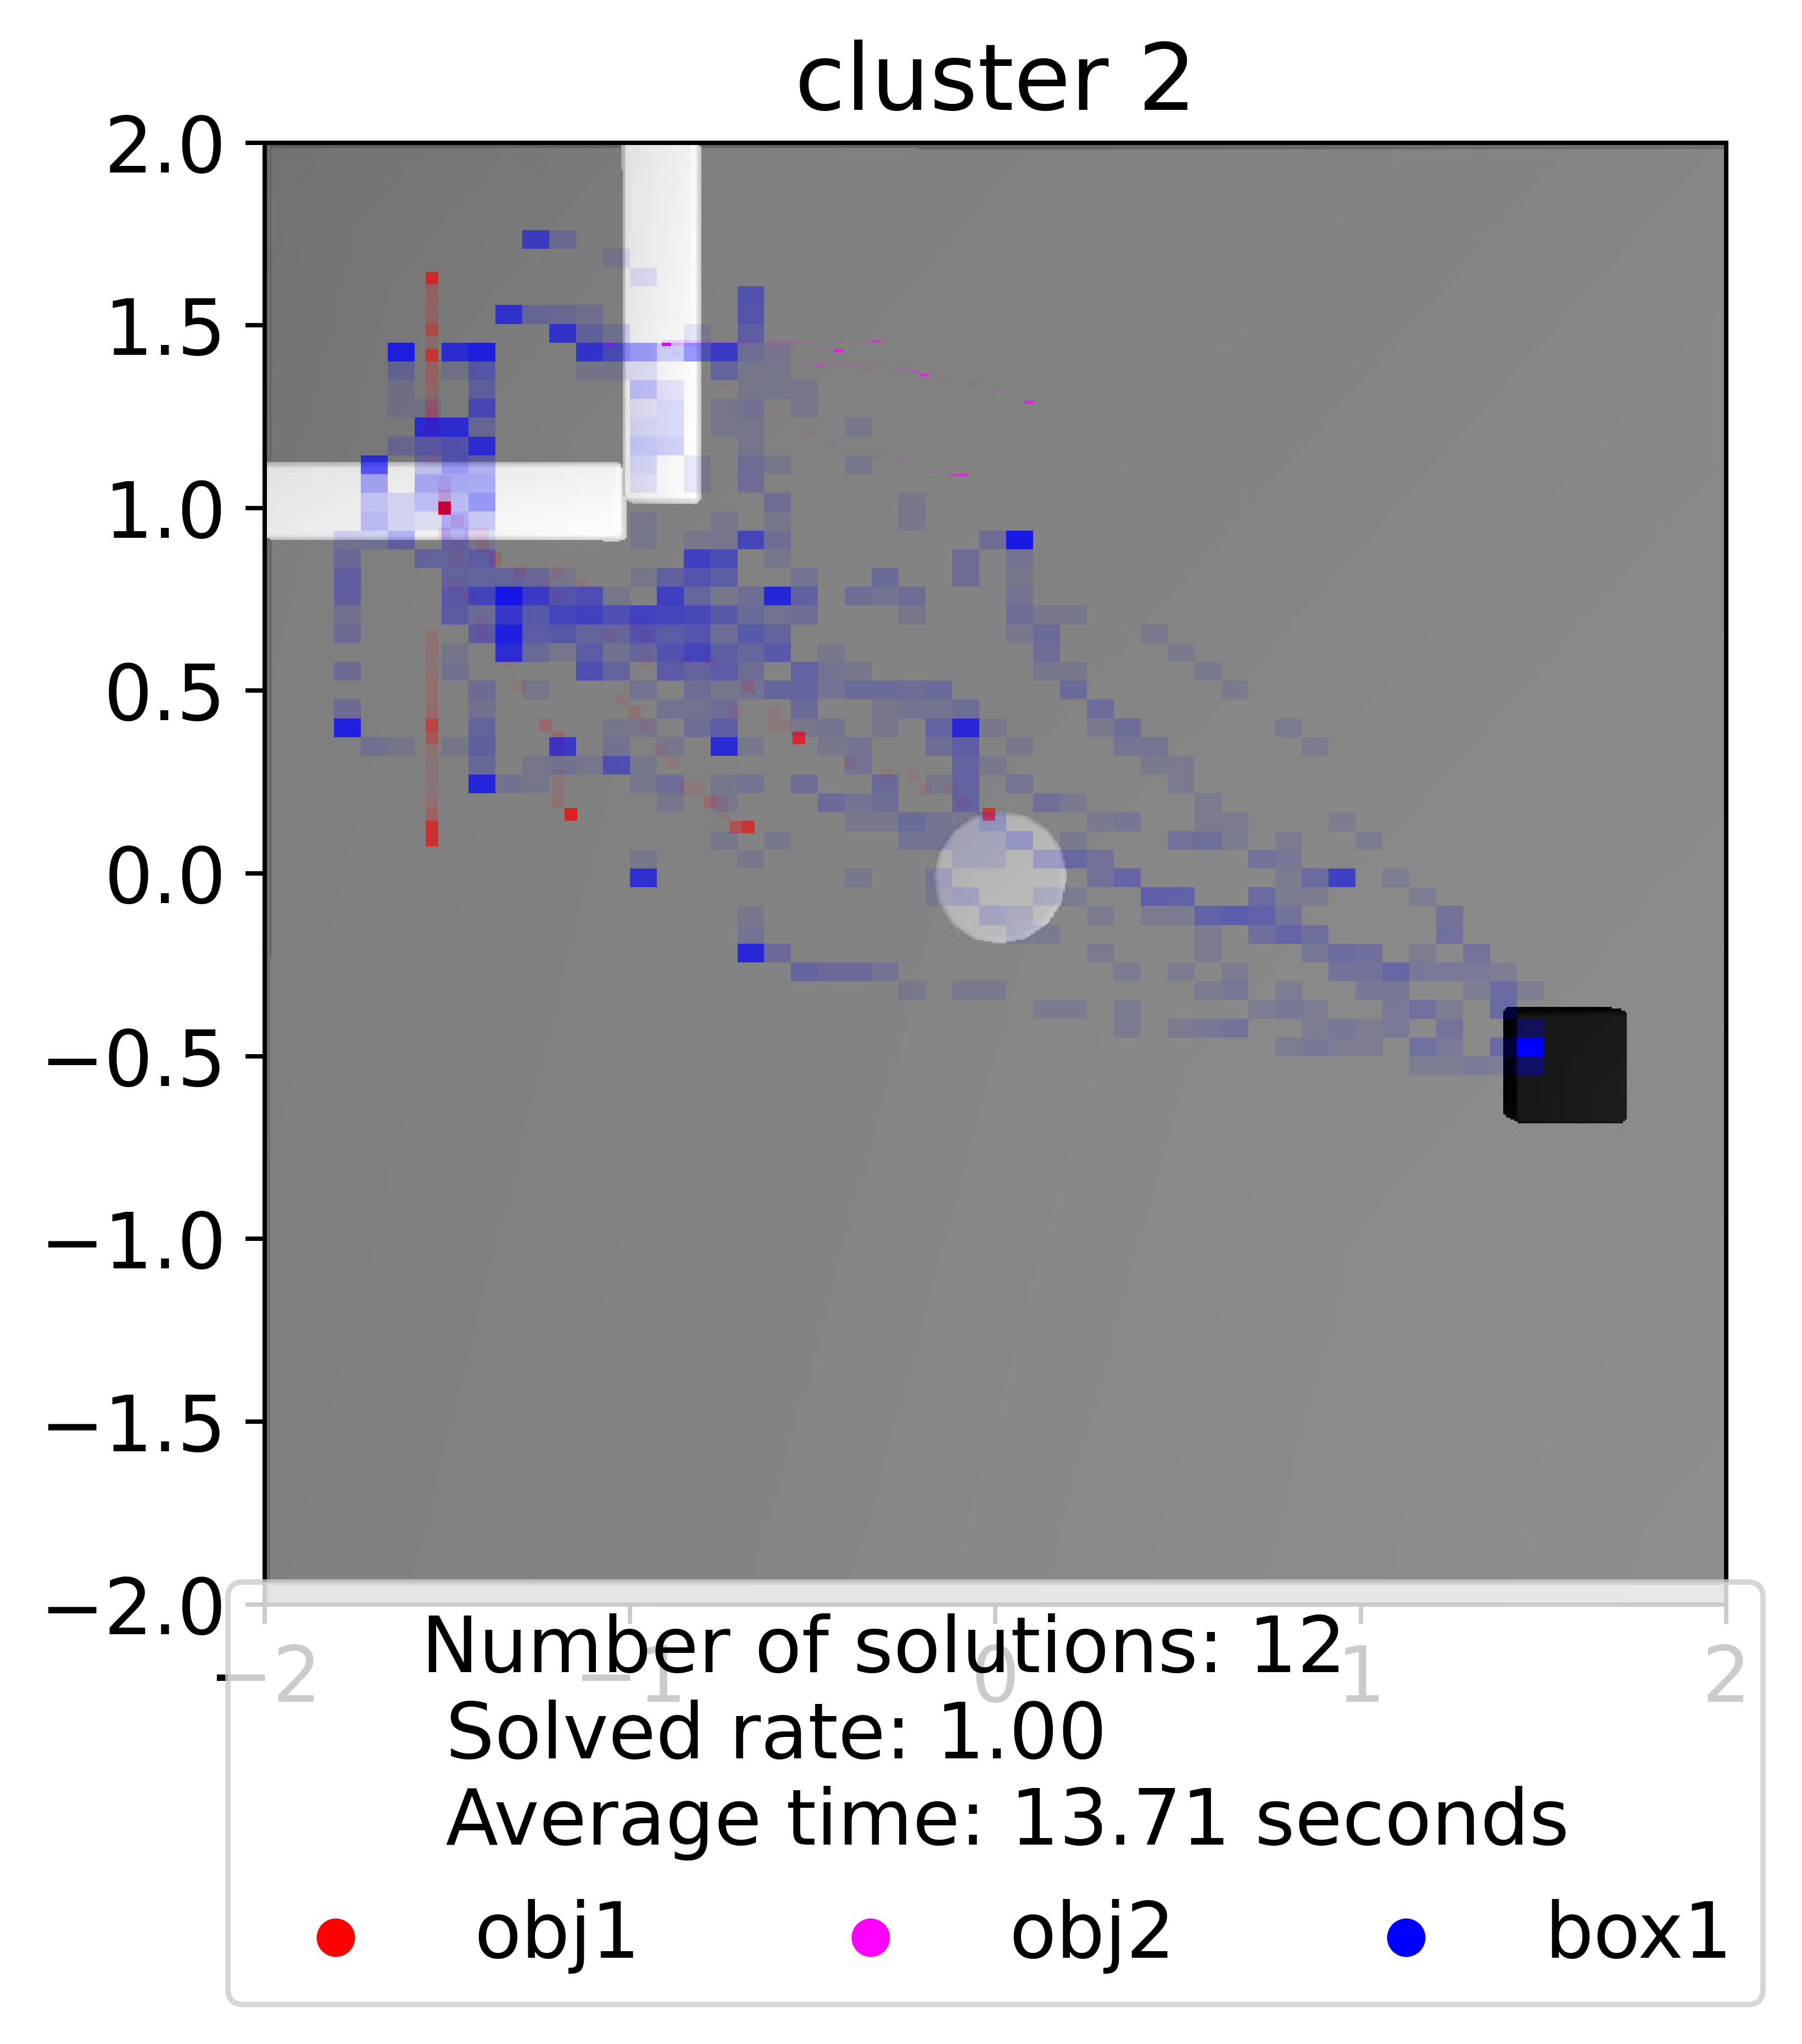 cluster 2
2.0
1.5
1.0
0.5
0.0
−0.5
−1.0
−1.5
−2.0
−2 −1 0 1 2
Number of solutions: 12
Solved rate: 1.00
Average time: 13.71 seconds
obj1 obj2 box1